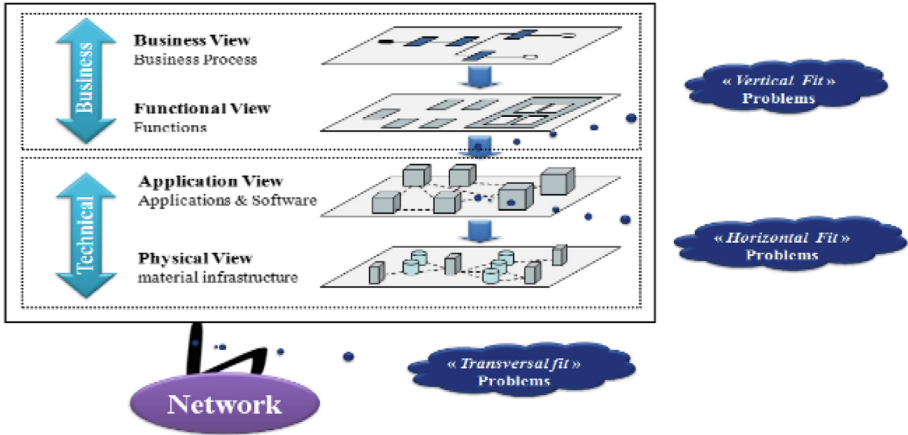 Business
Business View
Business Process
Functional View
Functions
« Vertical Fit »
Problems
Technical
Application View
Applications & Software
Physical View
material infrastructure
« Horizontal Fit »
Problems
« Transversal fit »
Problems
Network